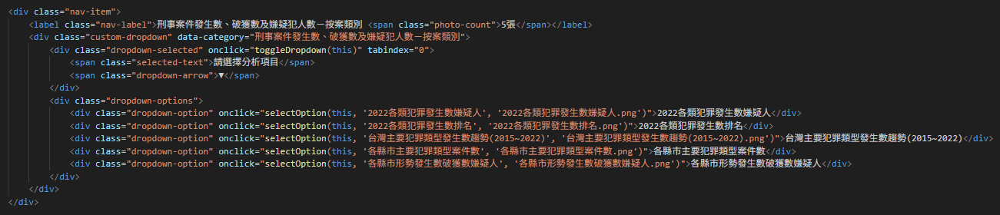 <div class="nav-item">
<label class="nav-label">刑事案件發生數、破獲數及嫌疑犯人數－按案類別 <span class="photo-count">5張</span></label>
<div class="custom-dropdown" data-category="刑事案件發生數、破獲數及嫌疑犯人數－按案類別">
<div class="dropdown-selected" onclick="toggleDropdown(this)" tabindex="0">
<span class="selected-text">請選擇分析項目</span>
<span class="dropdown-arrow">▼</span>
</div>
<div class="dropdown-options">
<div class="dropdown-option" onclick="selectOption(this, '2022各類犯罪發生數嫌疑人', '2022各類犯罪發生數嫌疑人.png')">2022各類犯罪發生數嫌疑人</div>
<div class="dropdown-option" onclick="selectOption(this, '2022各類犯罪發生數排名', '2022各類犯罪發生數排名.png')">2022各類犯罪發生數排名</div>
<div class="dropdown-option" onclick="selectOption(this, '台灣主要犯罪類型發生數趨勢(2015~2022)', '台灣主要犯罪類型發生數趨勢(2015~2022).png')">台灣主要犯罪類型發生數趨勢(2015~2022)</div>
<div class="dropdown-option" onclick="selectOption(this, '各縣市主要犯罪類型案件數', '各縣市主要犯罪類型案件數.png')">各縣市主要犯罪類型案件數</div>
<div class="dropdown-option" onclick="selectOption(this, '各縣市形勢發生數破獲數嫌疑人', '各縣市形勢發生數破獲數嫌疑人.png')">各縣市形勢發生數破獲數嫌疑人</div>
</div>
</div>
</div>